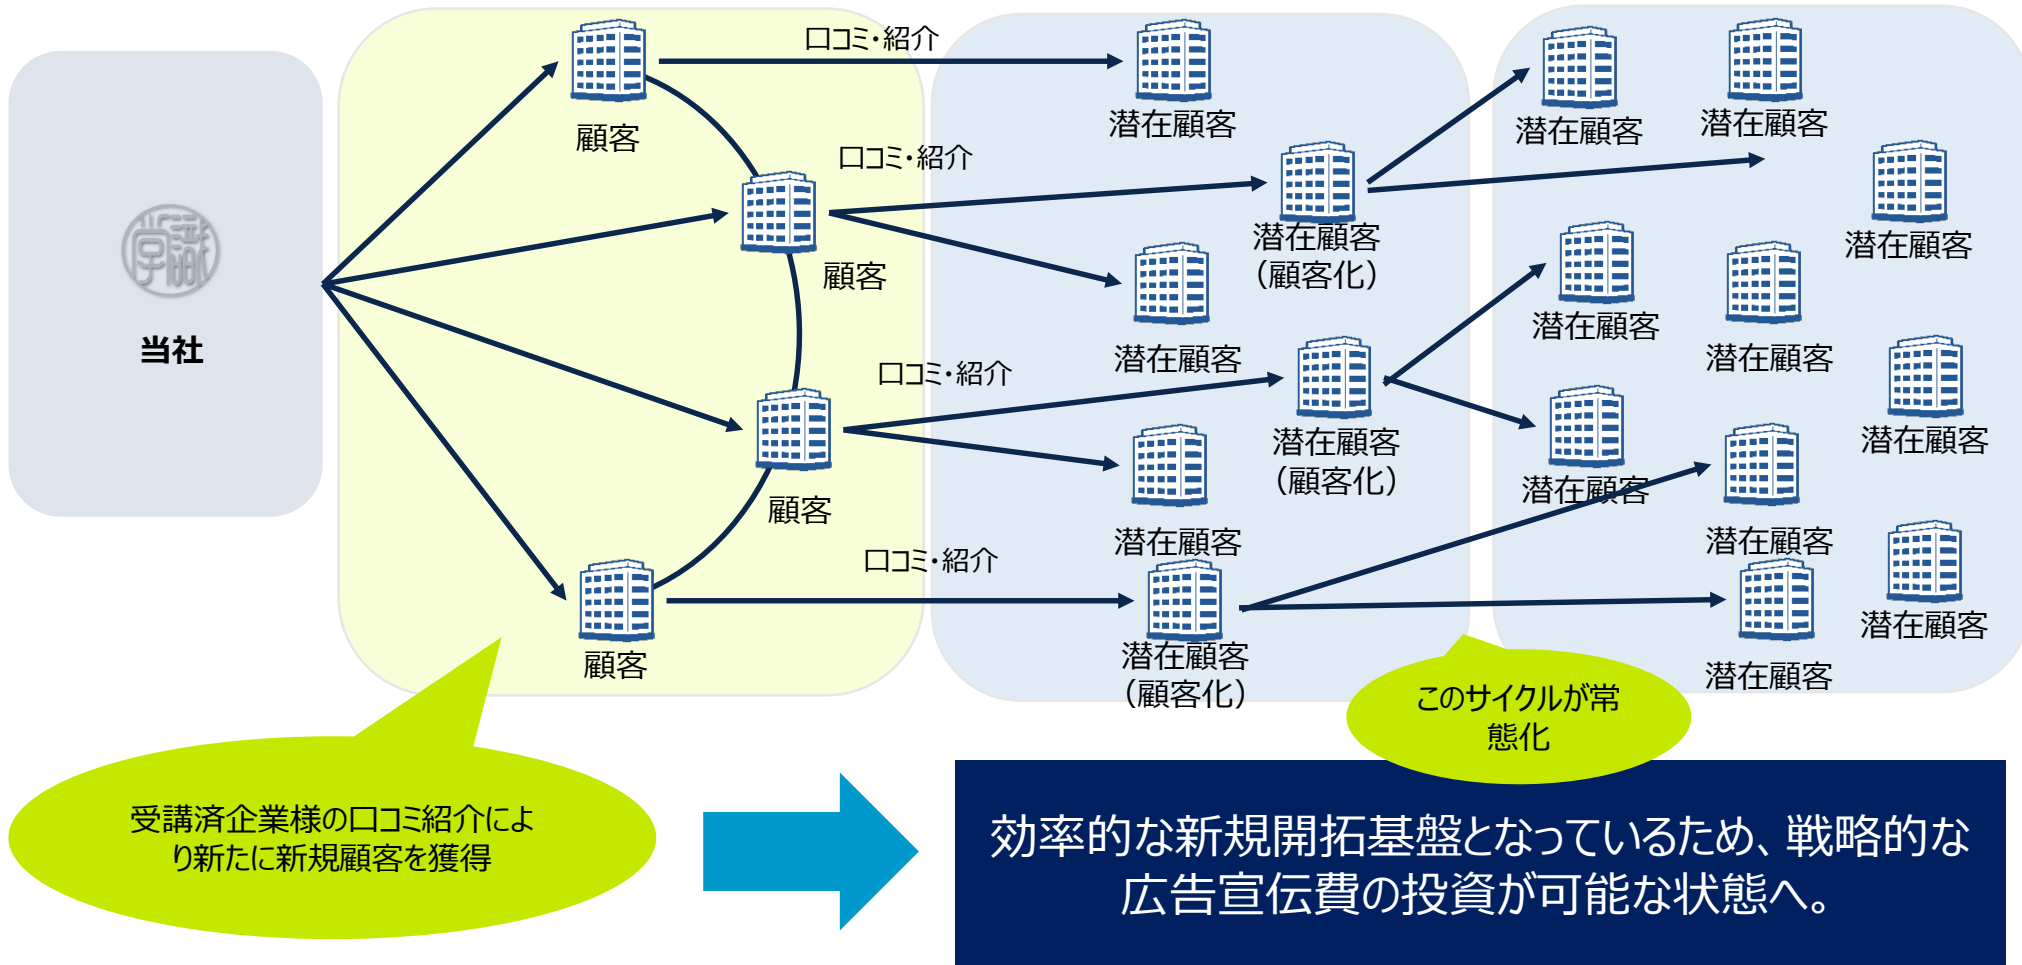 識学
当社
顧客
顧客
顧客
顧客
口コミ・紹介
口コミ・紹介
口コミ・紹介
口コミ・紹介
潜在顧客
潜在顧客
（顧客化）
潜在顧客
潜在顧客
（顧客化）
潜在顧客
潜在顧客
（顧客化）
潜在顧客
潜在顧客
潜在顧客
潜在顧客
潜在顧客
潜在顧客
潜在顧客
潜在顧客
潜在顧客
潜在顧客
このサイクルが常
態化
受講済企業様の口コミ紹介によ
り新たに新規顧客を獲得
効率的な新規開拓基盤となっているため、戦略的な
広告宣伝費の投資が可能な状態へ。